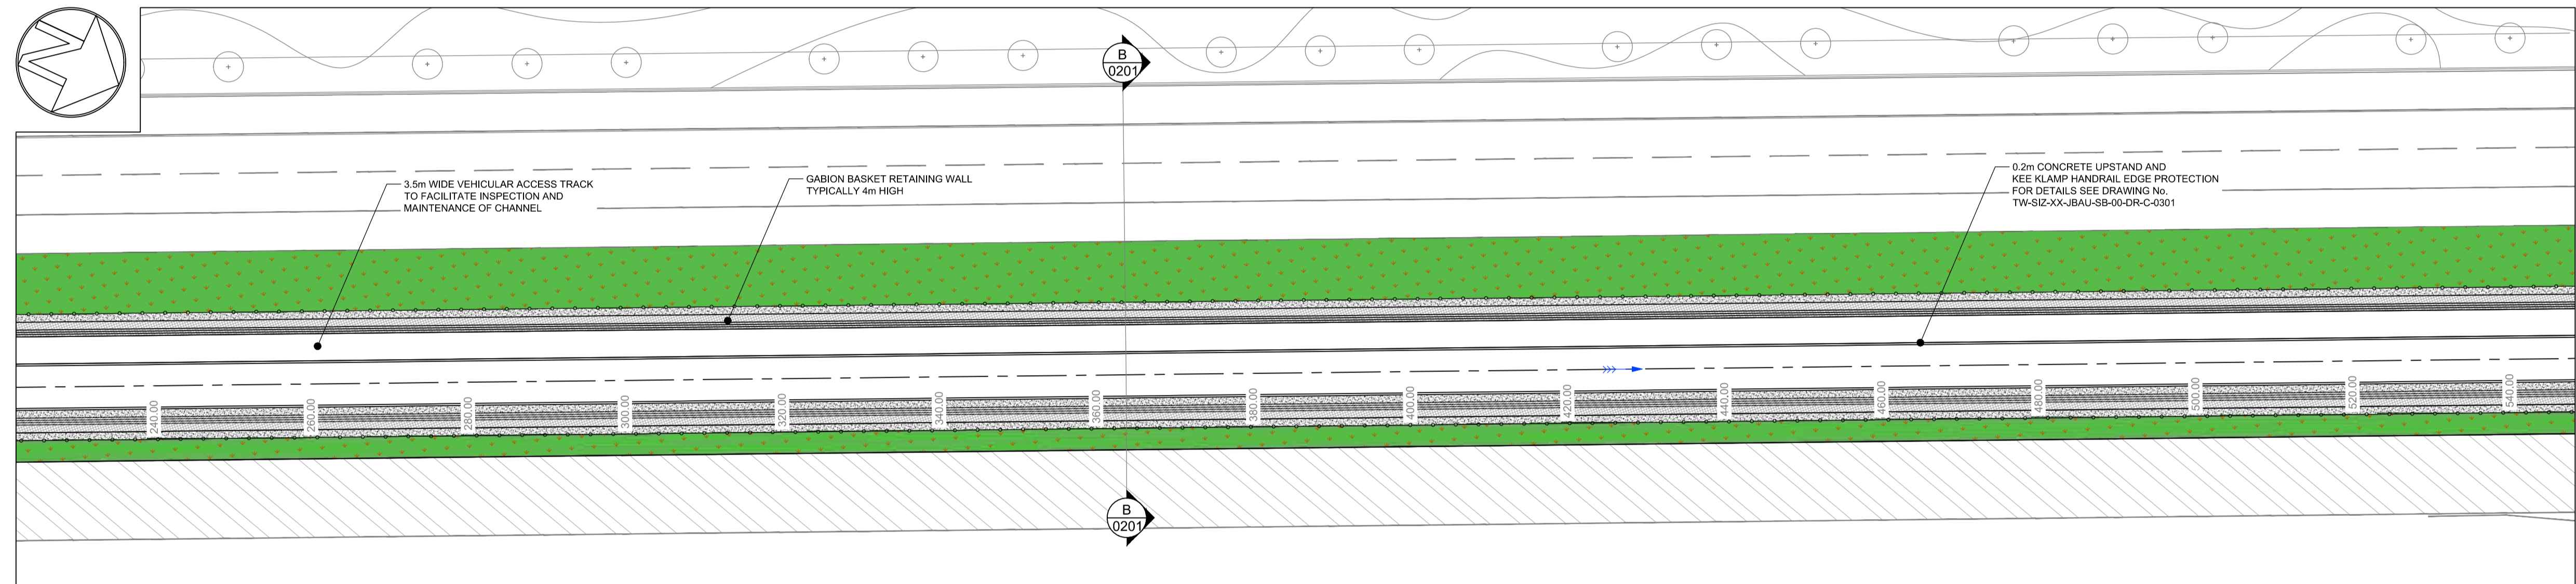 N
B
0201
3.5m WIDE VEHICULAR ACCESS TRACK
TO FACILITATE INSPECTION AND
MAINTENANCE OF CHANNEL
GABION BASKET RETAINING WALL
TYPICALLY 4m HIGH
0.2m CONCRETE UPSTAND AND
KEE KLAMP HANDRAIL EDGE PROTECTION
FOR DETAILS SEE DRAWING No.
TW-SIZ-XX-JBAU-SB-00-DR-C-0301
240.00
260.00
280.00
300.00
320.00
340.00
360.00
380.00
400.00
420.00
440.00
460.00
480.00
500.00
520.00
540.00
B
0201